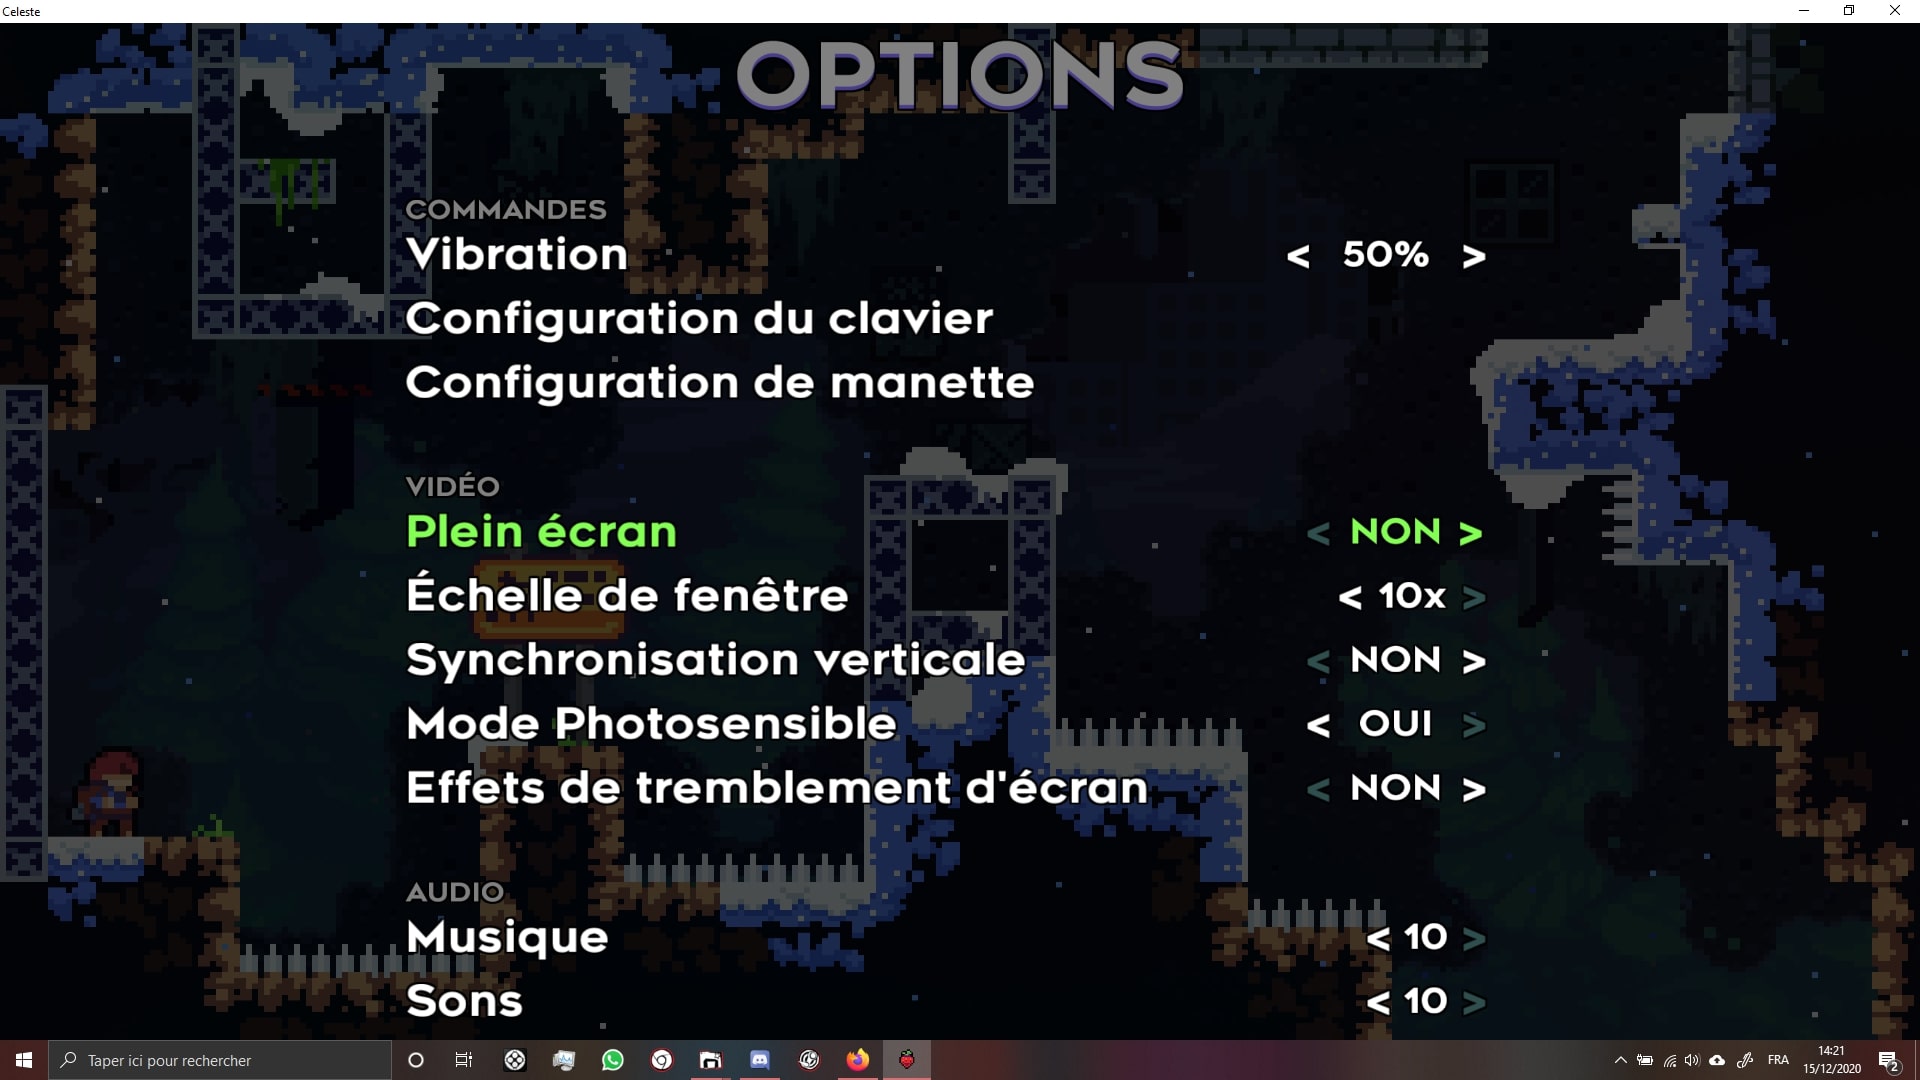 Celeste
OPTIONS
COMMANDES
Vibration < 50% >
Configuration du clavier
Configuration de manette
VIDÉO
Plein écran < NON >
Échelle de fenêtre < 10x >
Synchronisation verticale < NON >
Mode Photosensible < OUI >
Effets de tremblement d'écran < NON >
AUDIO
Musique < 10 >
Sons < 10 >
Taper ici pour rechercher
FRA
14:21
15/12/2020
2